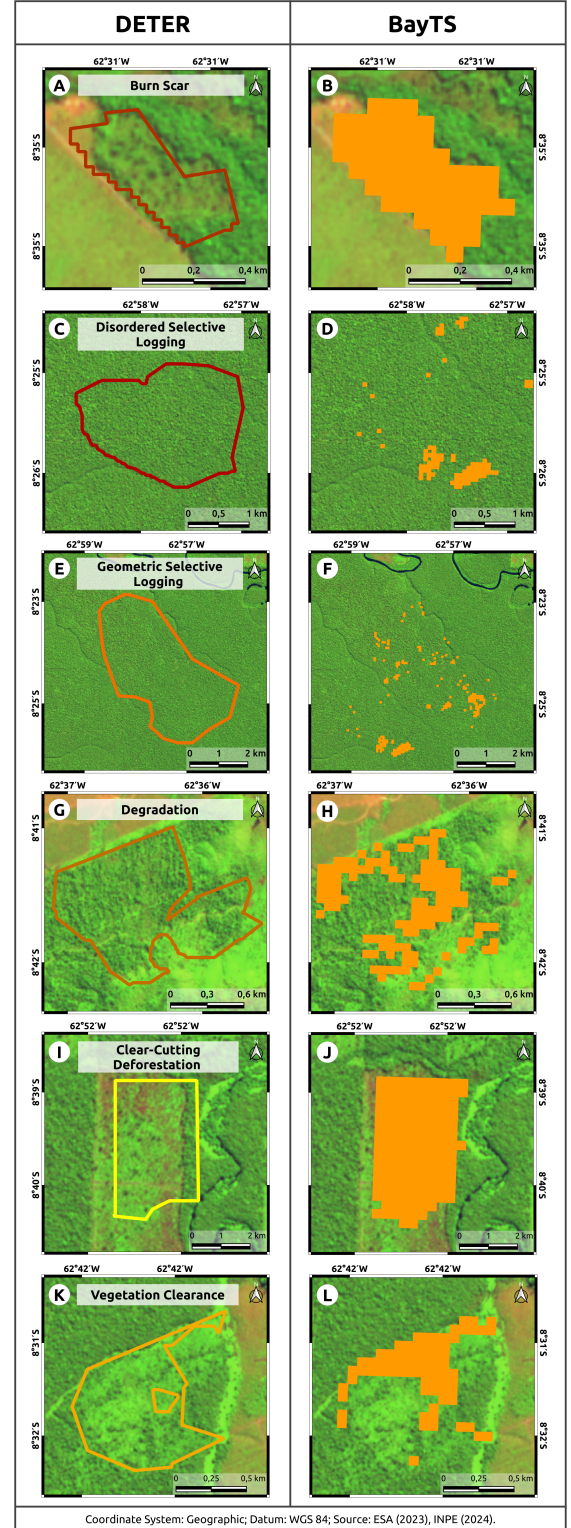 DETER BayTS
62°31'W 62°31'W 62°31'W 62°31'W
A Burn Scar N B N
8°35'S 8°35'S
8°35'S 8°35'S
0 0,2 0,4 km 0 0,2 0,4 km
62°58'W 62°57'W 62°58'W 62°57'W
C Disordered Selective N D N
Logging
8°25'S 8°25'S
8°26'S 8°26'S
0 0,5 1 km 0 0,5 1 km
62°59'W 62°57'W 62°59'W 62°57'W
E Geometric Selective N F N
Logging
8°23'S 8°23'S
8°25'S 8°25'S
0 1 2 km 0 1 2 km
62°37'W 62°36'W 62°37'W 62°36'W
G Degradation N H N
8°41'S 8°41'S
8°42'S 8°42'S
0 0,3 0,6 km 0 0,3 0,6 km
62°52'W 62°52'W 62°52'W 62°52'W
I Clear-Cutting N J N
Deforestation
8°39'S 8°39'S
8°40'S 8°40'S
0 1 2 km 0 1 2 km
62°42'W 62°42'W 62°42'W 62°42'W
K Vegetation Clearance N L N
8°31'S 8°31'S
8°32'S 8°32'S
0 0,25 0,5 km 0 0,25 0,5 km
Coordinate System: Geographic; Datum: WGS 84; Source: ESA (2023), INPE (2024).